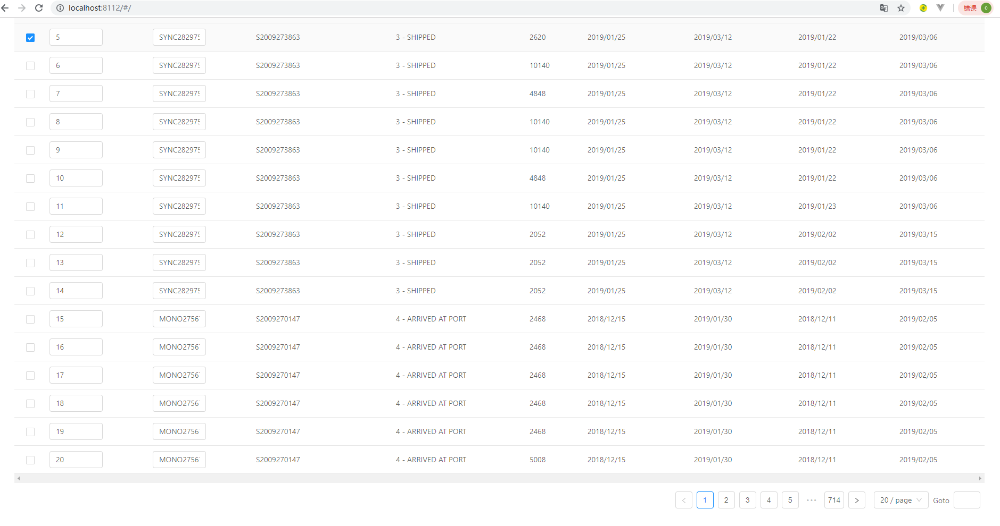 localhost:8112/#/ 错误 c
5 SYNC28297 S2009273863 3 - SHIPPED 2620 2019/01/25 2019/03/12 2019/01/22 2019/03/06
6 SYNC28297 S2009273863 3 - SHIPPED 10140 2019/01/25 2019/03/12 2019/01/22 2019/03/06
7 SYNC28297 S2009273863 3 - SHIPPED 4848 2019/01/25 2019/03/12 2019/01/22 2019/03/06
8 SYNC28297 S2009273863 3 - SHIPPED 10140 2019/01/25 2019/03/12 2019/01/22 2019/03/06
9 SYNC28297 S2009273863 3 - SHIPPED 10140 2019/01/25 2019/03/12 2019/01/22 2019/03/06
10 SYNC28297 S2009273863 3 - SHIPPED 4848 2019/01/25 2019/03/12 2019/01/22 2019/03/06
11 SYNC28297 S2009273863 3 - SHIPPED 10140 2019/01/25 2019/03/12 2019/01/23 2019/03/06
12 SYNC28297 S2009273863 3 - SHIPPED 2052 2019/01/25 2019/03/12 2019/02/02 2019/03/15
13 SYNC28297 S2009273863 3 - SHIPPED 2052 2019/01/25 2019/03/12 2019/02/02 2019/03/15
14 SYNC28297 S2009273863 3 - SHIPPED 2052 2019/01/25 2019/03/12 2019/02/02 2019/03/15
15 MONO2756 S2009270147 4 - ARRIVED AT PORT 2468 2018/12/15 2019/01/30 2018/12/11 2019/02/05
16 MONO2756 S2009270147 4 - ARRIVED AT PORT 2468 2018/12/15 2019/01/30 2018/12/11 2019/02/05
17 MONO2756 S2009270147 4 - ARRIVED AT PORT 2468 2018/12/15 2019/01/30 2018/12/11 2019/02/05
18 MONO2756 S2009270147 4 - ARRIVED AT PORT 2468 2018/12/15 2019/01/30 2018/12/11 2019/02/05
19 MONO2756 S2009270147 4 - ARRIVED AT PORT 2468 2018/12/15 2019/01/30 2018/12/11 2019/02/05
20 MONO2756 S2009270147 4 - ARRIVED AT PORT 5008 2018/12/15 2019/01/30 2018/12/11 2019/02/05
< 1 2 3 4 5 ••• 714 > 20 / page Goto